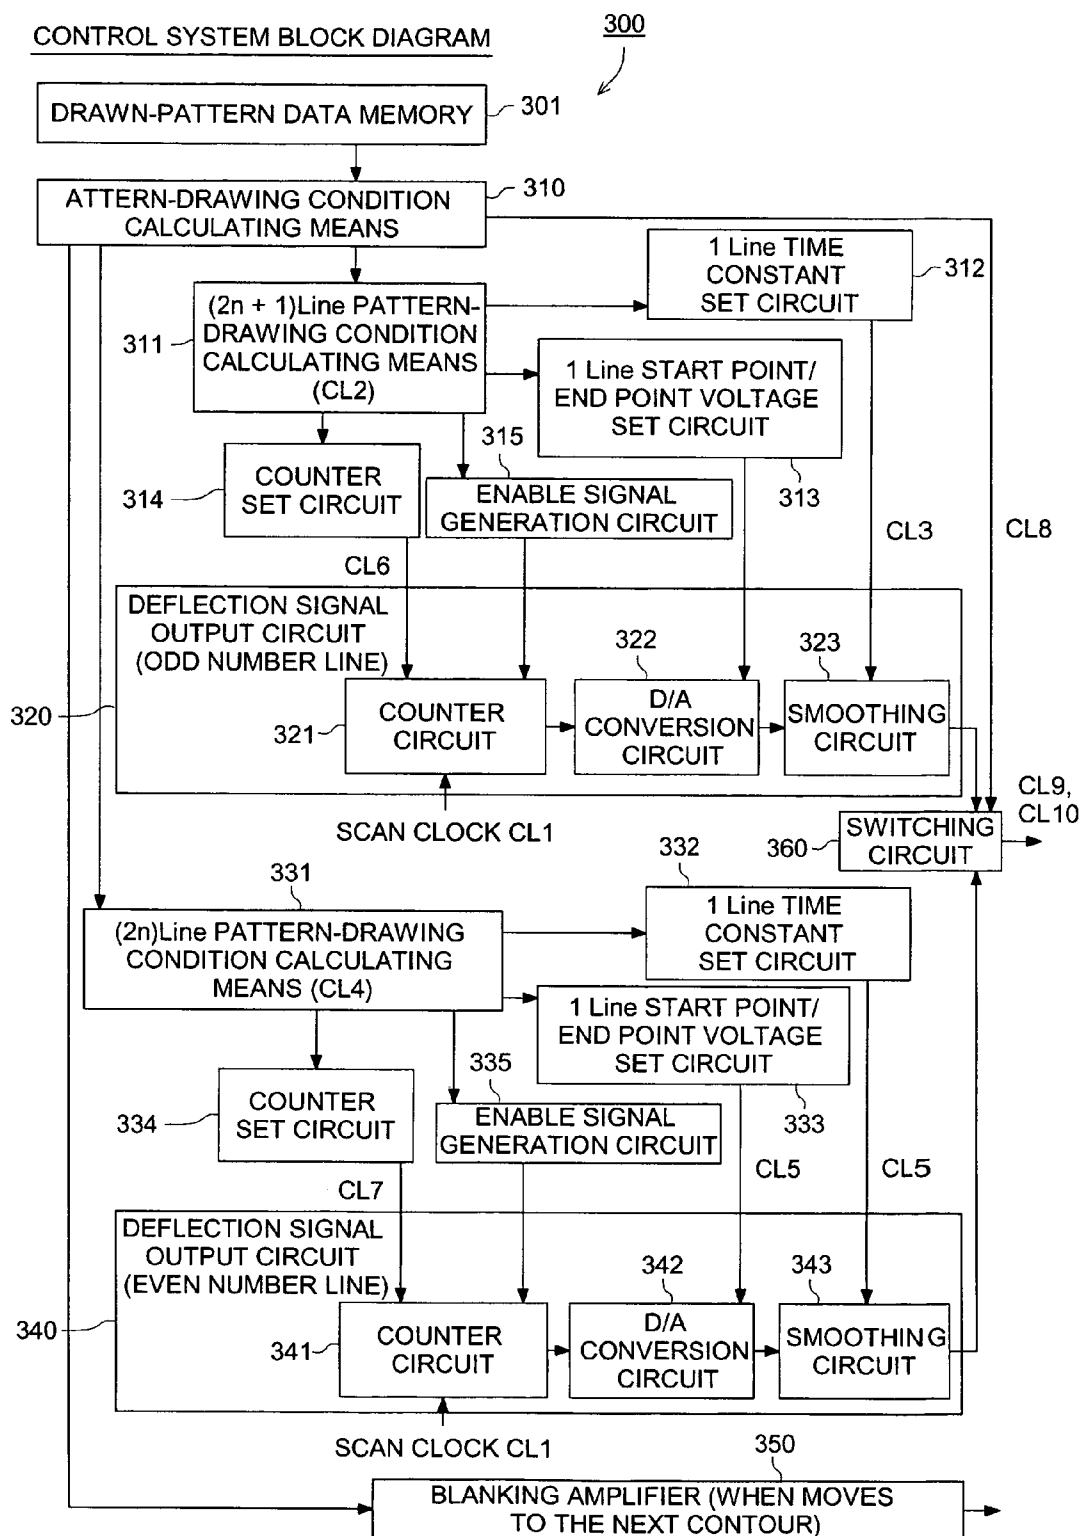 300
CONTROL SYSTEM BLOCK DIAGRAM
DRAWN-PATTERN DATA MEMORY
301
ATTERN-DRAWING CONDITION
CALCULATING MEANS
310
1 Line TIME
CONSTANT
SET CIRCUIT
312
(2n + 1)Line PATTERN-
DRAWING CONDITION
CALCULATING MEANS
(CL2)
311
1 Line START POINT/
END POINT VOLTAGE
SET CIRCUIT
313
315
COUNTER
SET CIRCUIT
314
ENABLE SIGNAL
GENERATION CIRCUIT
CL3
CL8
CL6
DEFLECTION SIGNAL
OUTPUT CIRCUIT
(ODD NUMBER LINE)
320
322
323
COUNTER
CIRCUIT
321
D/A
CONVERSION
CIRCUIT
SMOOTHING
CIRCUIT
SCAN CLOCK CL1
CL9,
CL10
SWITCHING
CIRCUIT
360
331
332
(2n)Line PATTERN-DRAWING
CONDITION CALCULATING
MEANS (CL4)
1 Line TIME
CONSTANT
SET CIRCUIT
1 Line START POINT/
END POINT VOLTAGE
SET CIRCUIT
333
335
COUNTER
SET CIRCUIT
334
ENABLE SIGNAL
GENERATION CIRCUIT
CL5
CL5
CL7
DEFLECTION SIGNAL
OUTPUT CIRCUIT
(EVEN NUMBER LINE)
340
342
343
COUNTER
CIRCUIT
341
D/A
CONVERSION
CIRCUIT
SMOOTHING
CIRCUIT
SCAN CLOCK CL1
350
BLANKING AMPLIFIER (WHEN MOVES
TO THE NEXT CONTOUR)